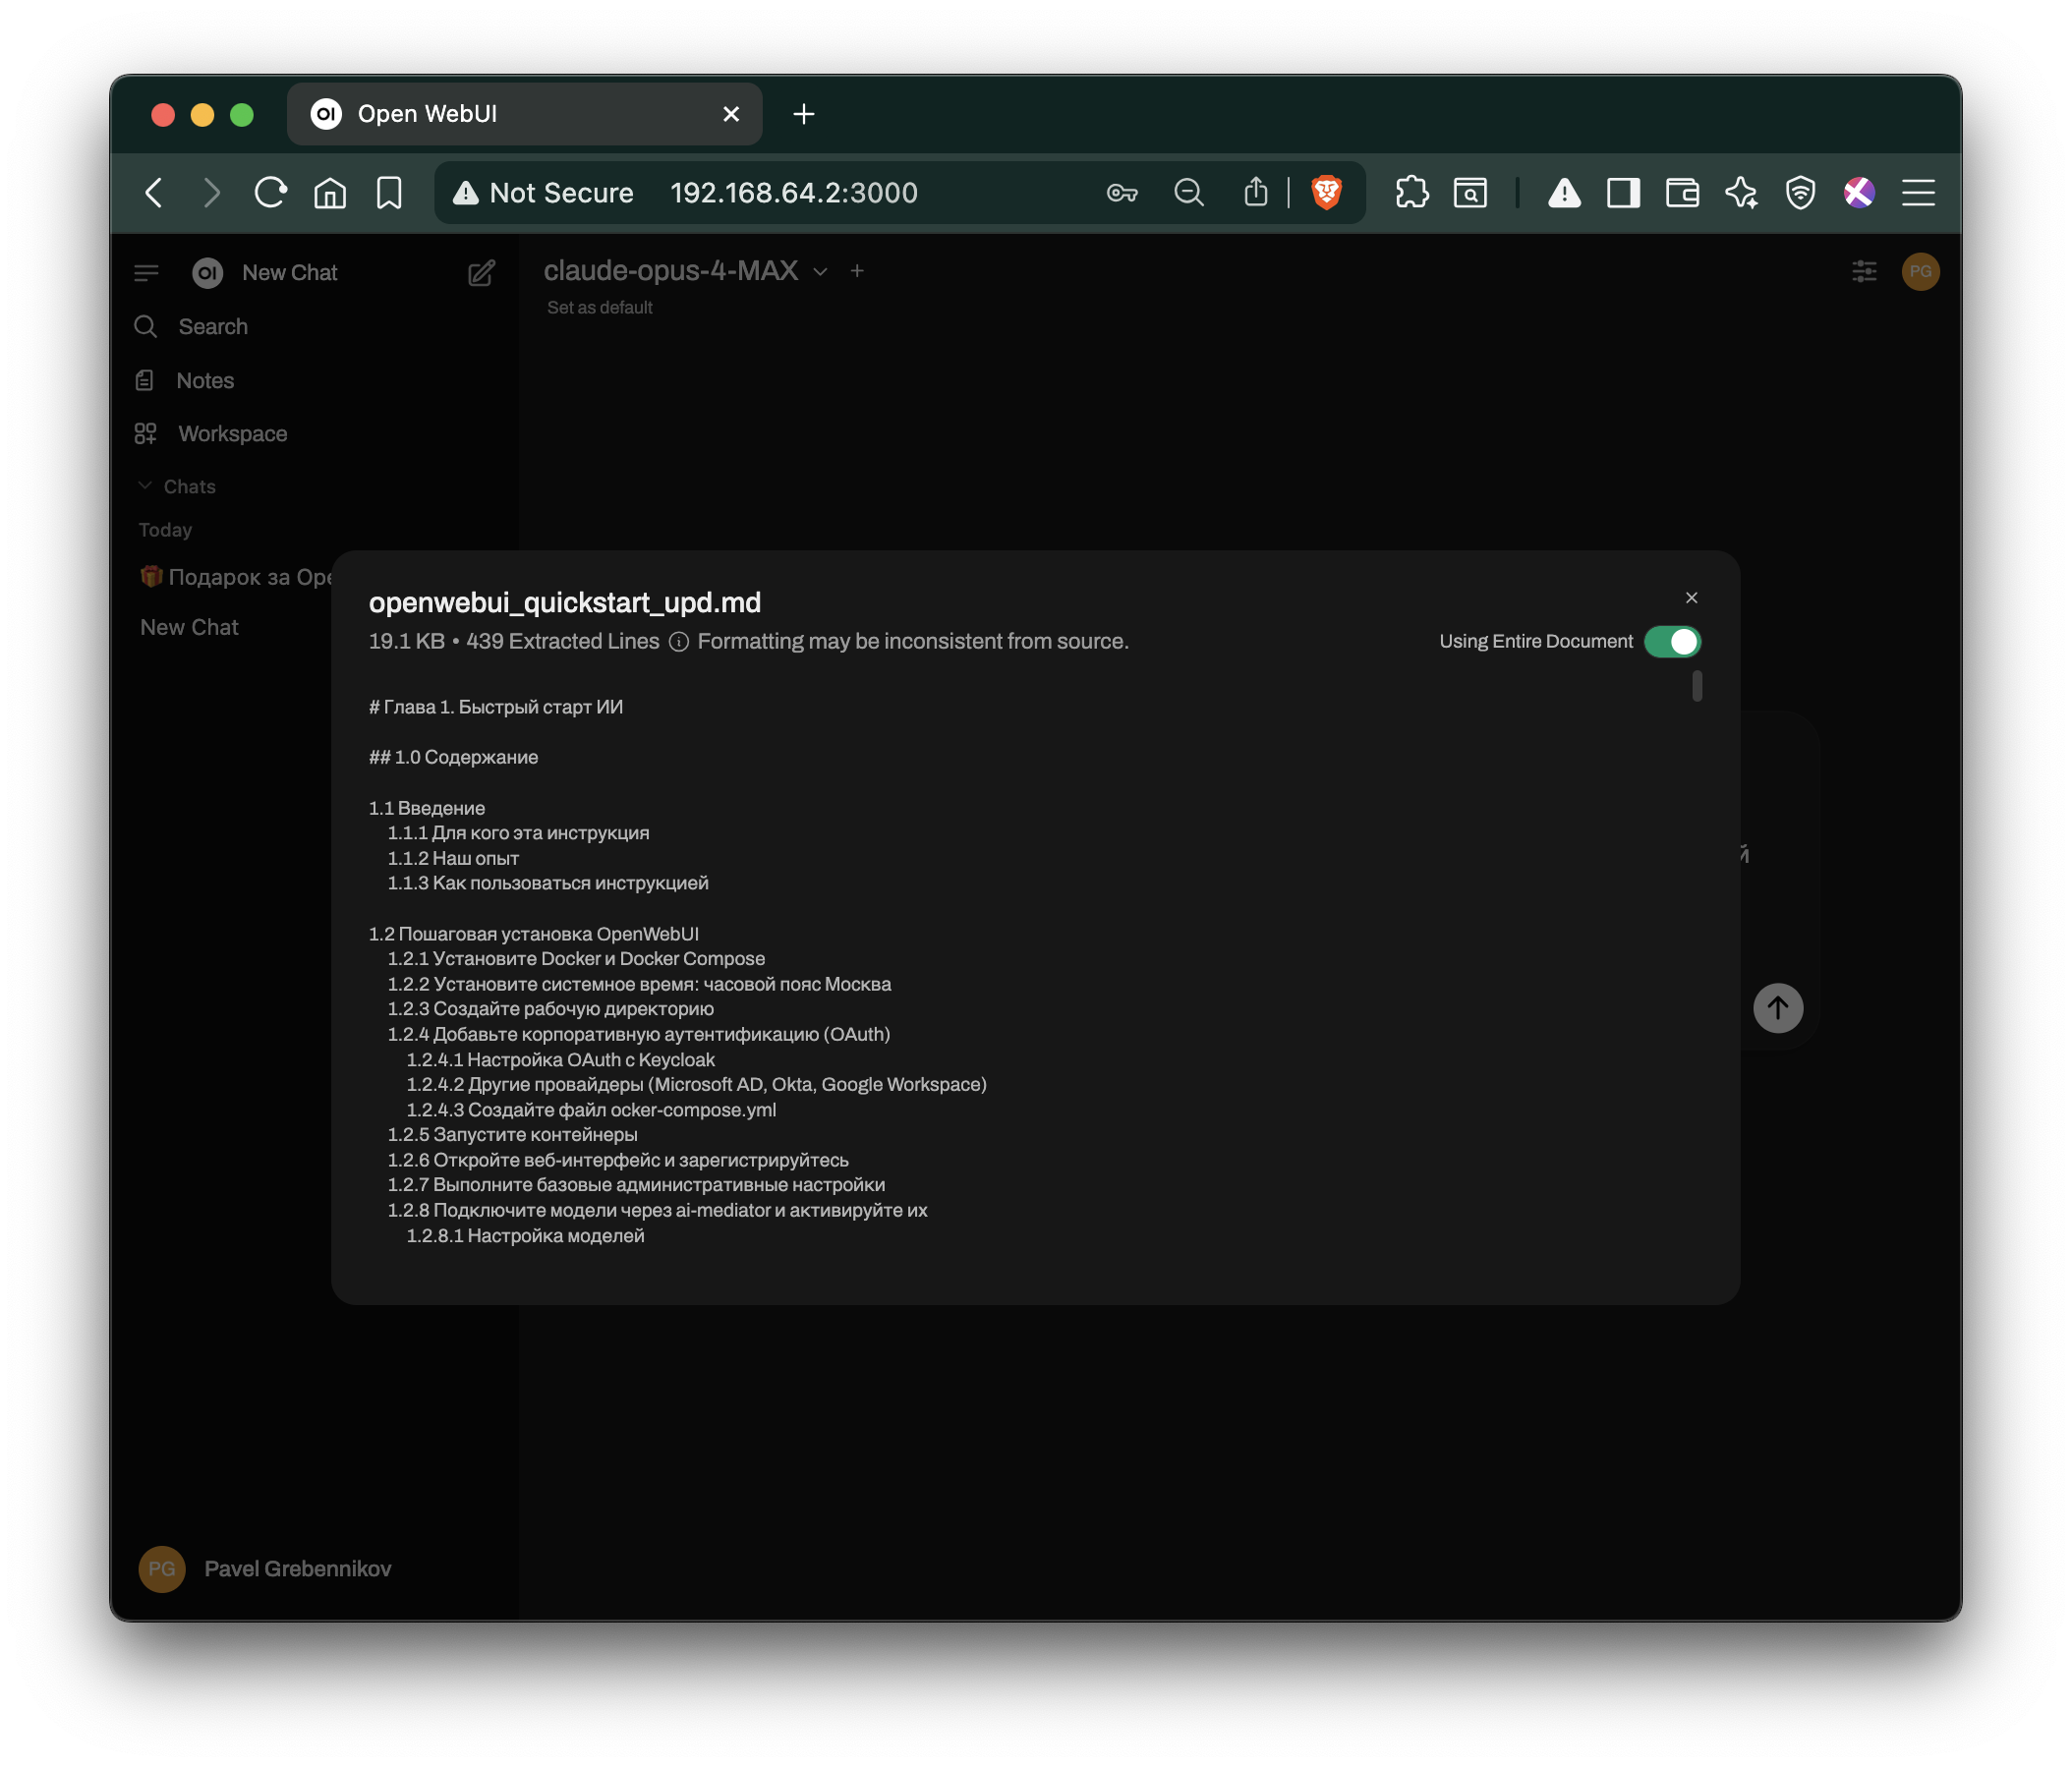 Open WebUI
Not Secure 192.168.64.2:3000
New Chat
claude-opus-4-MAX
PG
Set as default
Search
Notes
Workspace
Chats
Today
Подарок за
New Chat
openwebui_quickstart_upd.md
19.1 KB • 439 Extracted Lines Formatting may be inconsistent from source.
Using Entire Document
# Глава 1. Быстрый старт ИИ
## 1.0 Содержание
1.1 Введение
1.1.1 Для кого эта инструкция
1.1.2 Наш опыт
1.1.3 Как пользоваться инструкцией
1.2 Пошаговая установка OpenWebUI
1.2.1 Установите Docker и Docker Compose
1.2.2 Установите системное время: часовой пояс Москва
1.2.3 Создайте рабочую директорию
1.2.4 Добавьте корпоративную аутентификацию (OAuth)
1.2.4.1 Настройка OAuth с Keycloak
1.2.4.2 Другие провайдеры (Microsoft AD, Okta, Google Workspace)
1.2.4.3 Создайте файл ocker-compose.yml
1.2.5 Запустите контейнеры
1.2.6 Откройте веб-интерфейс и зарегистрируйтесь
1.2.7 Выполните базовые административные настройки
1.2.8 Подключите модели через ai-mediator и активируйте их
1.2.8.1 Настройка моделей
PG Pavel Grebennikov